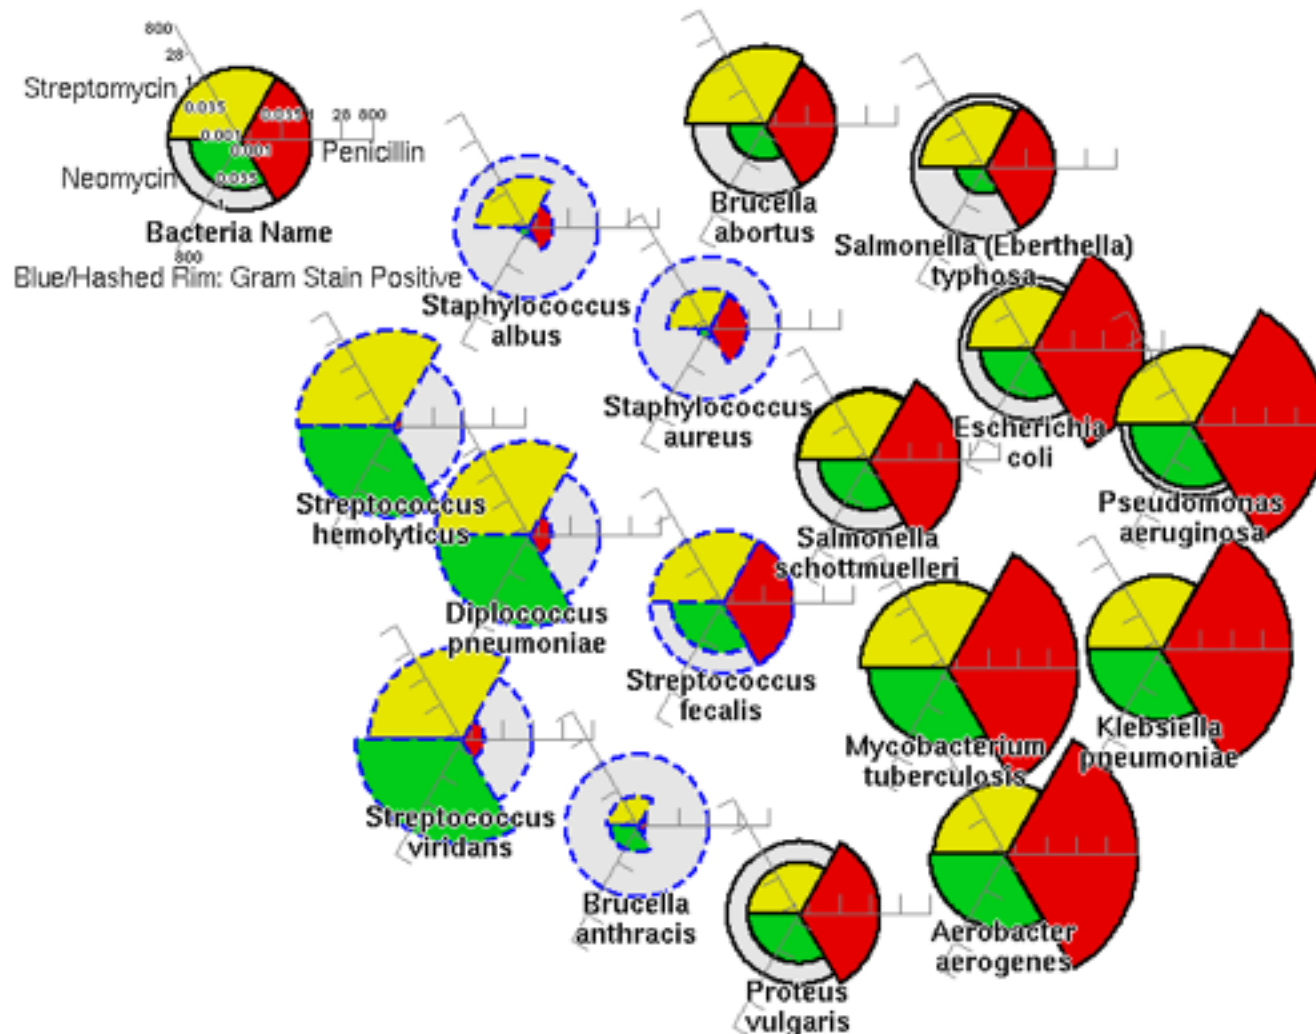 800
28
1
Streptomycin
0.035
0.035
1
28
800
0.001
0.001
Penicillin
Neomycin
0.035
1
Bacteria Name
800
Blue/Hashed Rim: Gram Stain Positive
Brucella
abortus
Salmonella (Eberthella)
typhosa
Staphylococcus
albus
Staphylococcus
aureus
Escherichia
coli
Pseudomonas
aeruginosa
Streptococcus
hemolyticus
Salmonella
schottmuelleri
Diplococcus
pneumoniae
Streptococcus
fecalis
Mycobacterium
tuberculosis
Klebsiella
pneumoniae
Streptococcus
viridans
Brucella
anthracis
Aerobacter
aerogenes
Proteus
vulgaris